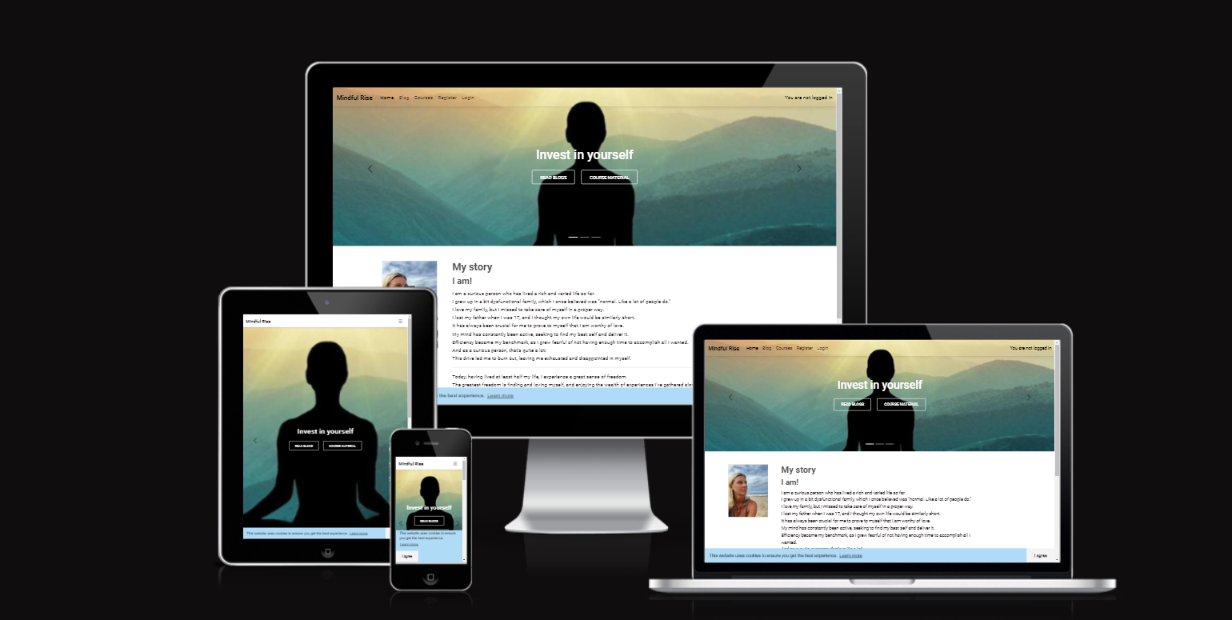 Mindful Rise Home Blog Courses Register Login You are not logged in
Invest in yourself
READ BLOGS COURSE MATERIAL
My story
I am!
I am a curious person who has lived a rich and varied life so far.
I grew up in a bit dysfunctional family, which I once believed was "normal. Like a lot of people do."
I love my family, but I missed to take care of myself in a proper way.
I lost my father when I was 17, and I thought my own life would be similarly short.
It has always been crucial for me to prove to myself that I am worthy of love.
My mind has constantly been active, seeking to find my best self and deliver it.
Efficiency became my benchmark, as I grew fearful of not having enough time to accomplish all I wanted.
And as a curious person, thats quite a lot!
This drive led me to burn out, leaving me exhausted and disappointed in myself.
Today, having lived at least half my life, I experience a great sense of freedom.
The greatest freedom is finding and loving myself, and enjoying the wealth of experiences I've gathered
the best experience. Learn more
Mindful Rise
Invest in yourself
READ BLOGS COURSE MATERIAL
This website uses cookies to ensure you get the best experience. Learn more
Mindful Rise
Invest in yourself
READ BLOGS
This website uses cookies to ensure
you get the best experience.
Learn more
I agree
Mindful Rise Home Blog Courses Register Login You are not logged in
Invest in yourself
READ BLOGS COURSE MATERIAL
My story
I am!
I am a curious person who has lived a rich and varied life so far.
I grew up in a bit dysfunctional family, which I once believed was "normal. Like a lot of people do."
I love my family, but I missed to take care of myself in a proper way.
I lost my father when I was 17, and I thought my own life would be similarly short.
It has always been crucial for me to prove to myself that I am worthy of love.
My mind has constantly been active, seeking to find my best self and deliver it.
Efficiency became my benchmark, as I grew fearful of not having enough time to accomplish all I
wanted.
This website uses cookies to ensure you get the best experience. Learn more I agree